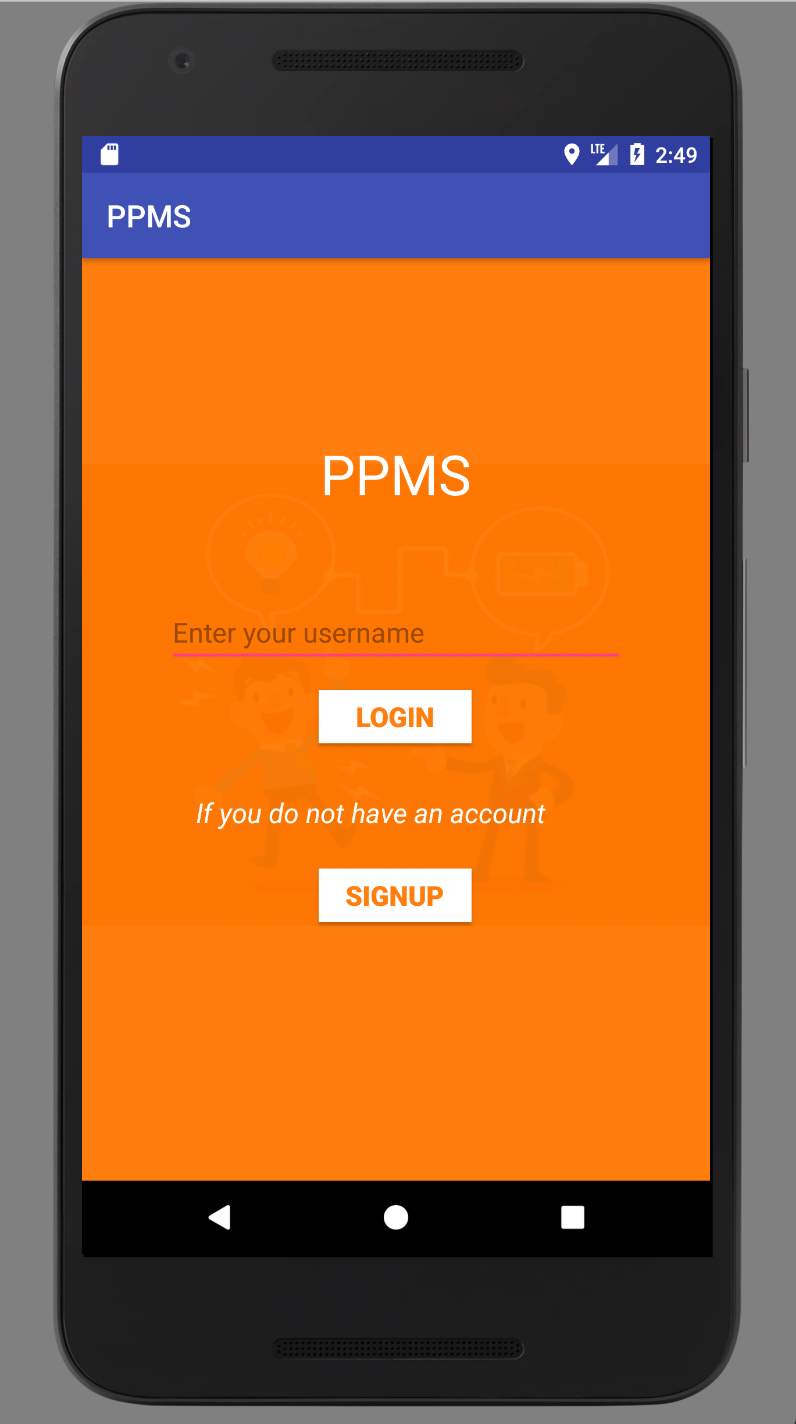 LTE 2:49
PPMS
PPMS
Enter your username
LOGIN
If you do not have an account
SIGNUP